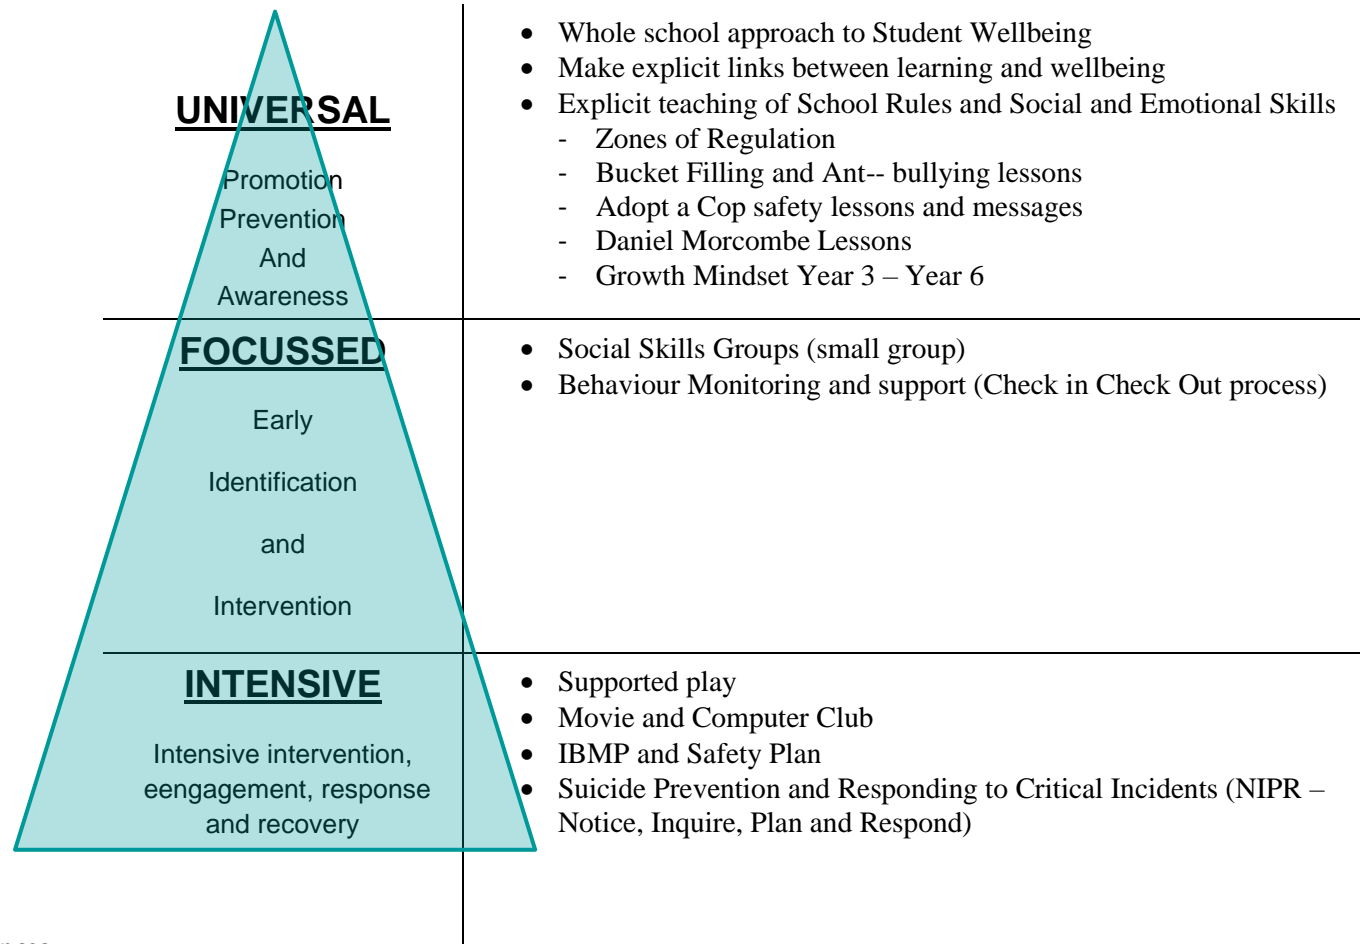 UNIVERSAL
Promotion
Prevention
And
Awareness
• Whole school approach to Student Wellbeing
• Make explicit links between learning and wellbeing
• Explicit teaching of School Rules and Social and Emotional Skills
- Zones of Regulation
- Bucket Filling and Ant-- bullying lessons
- Adopt a Cop safety lessons and messages
- Daniel Morcombe Lessons
- Growth Mindset Year 3 – Year 6
FOCUSSED
Early
Identification
and
Intervention
• Social Skills Groups (small group)
• Behaviour Monitoring and support (Check in Check Out process)
INTENSIVE
Intensive intervention,
eengagement, response
and recovery
• Supported play
• Movie and Computer Club
• IBMP and Safety Plan
• Suicide Prevention and Responding to Critical Incidents (NIPR –
Notice, Inquire, Plan and Respond)